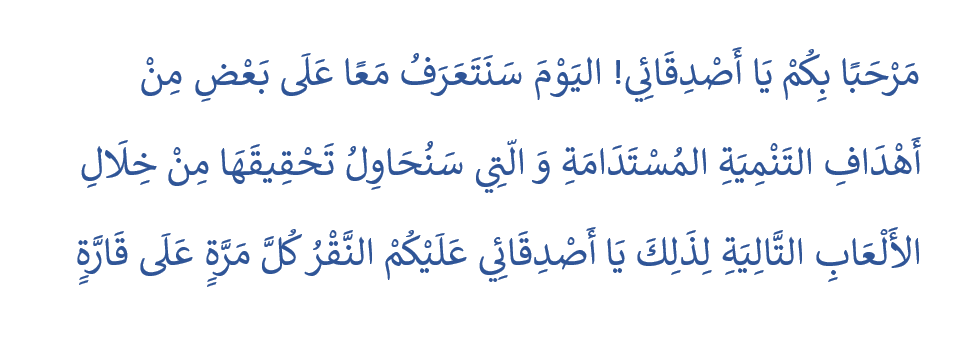 مَرْحَبًا بِكُمْ يَا أَصْدِقَائِي! اليَوْمَ سَنَتَعَرَفُ مَعًا عَلَى بَعْضِ مِنْ
أَهْدَافِ التَنْمِيَةِ المُسْتَدَامَةِ وَ الّتِي سَنُحَاوِلُ تَحْقِيقَهَا مِنْ خِلَالِ
الأَلْعَابِ التَّالِيَةِ لِذَلِكَ يَا أَصْدِقَائِي عَلَيْكُمْ النَّقْرُ كُلَّ مَرَّةٍ عَلَى قَارَّةٍ